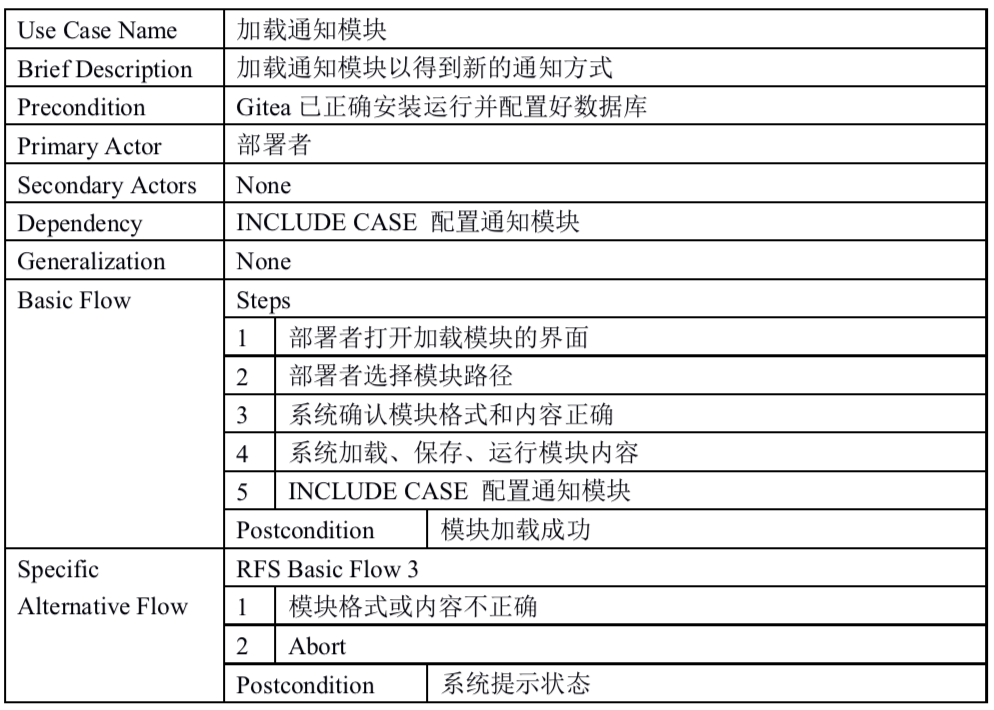 Use Case Name 加载通知模块
Brief Description 加载通知模块以得到新的通知方式
Precondition Gitea 已正确安装运行并配置好数据库
Primary Actor 部署者
Secondary Actors None
Dependency INCLUDE CASE 配置通知模块
Generalization None
Basic Flow Steps
1 部署者打开加载模块的界面
2 部署者选择模块路径
3 系统确认模块格式和内容正确
4 系统加载、保存、运行模块内容
5 INCLUDE CASE 配置通知模块
Postcondition 模块加载成功
Specific RFS Basic Flow 3
Alternative Flow 1 模块格式或内容不正确
2 Abort
Postcondition 系统提示状态